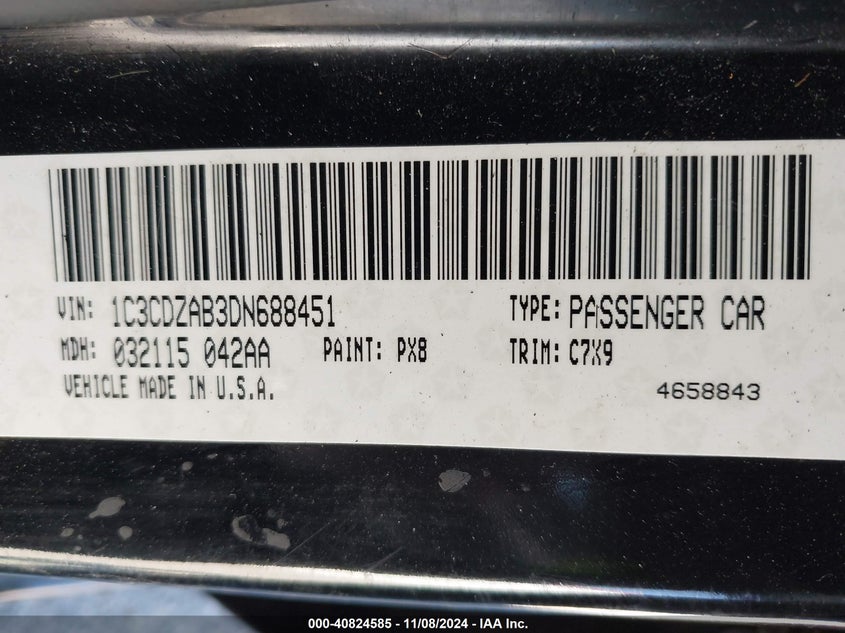 VIN: 1C3CDZAB3DN688451 TYPE: PASSENGER CAR
MDH: 032115 042AA PAINT: PX8 TRIM: C7X9
VEHICLE MADE IN U.S.A. 4658843
000-40824585 - 11/08/2024 - IAA Inc.